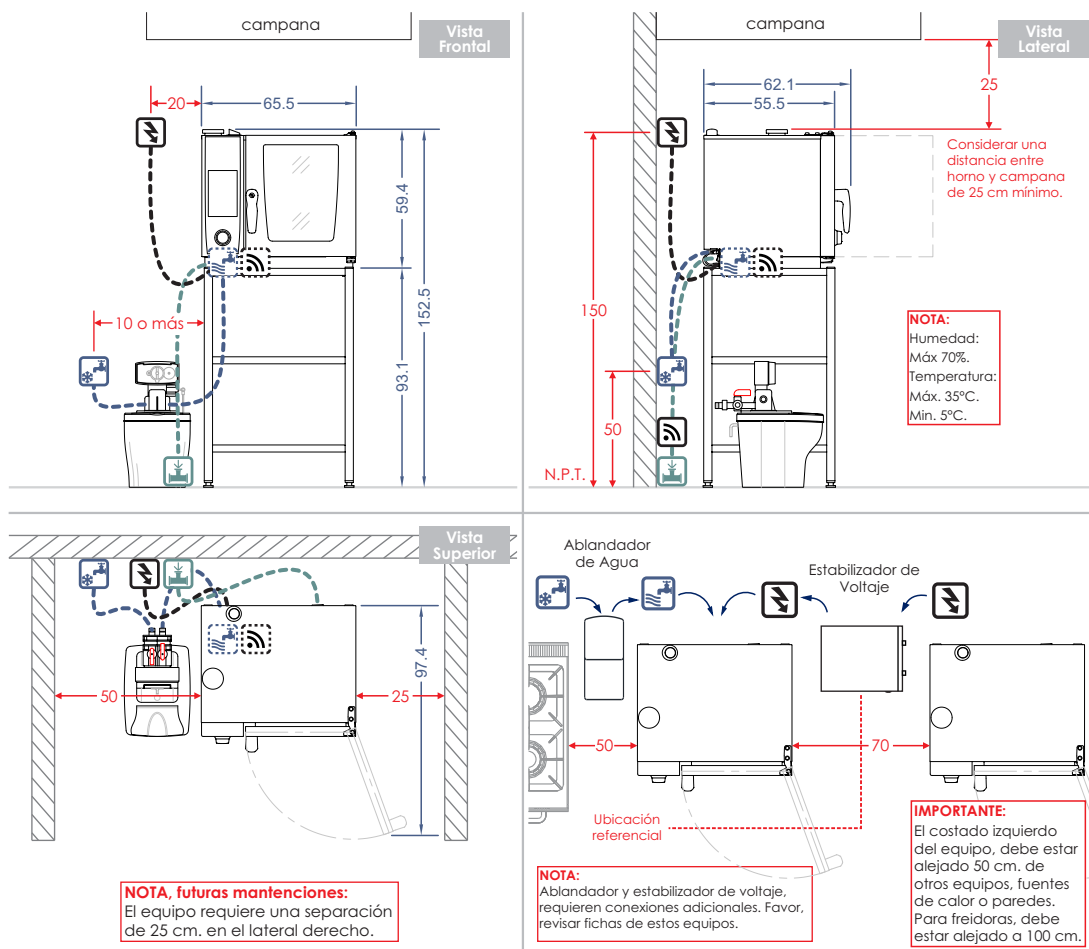 campana
Vista
Frontal
20
65.5
59.4
152.5
93.1
10 o más
campana
Vista
Lateral
62.1
55.5
25
Considerar una
distancia entre
horno y campana
de 25 cm mínimo.
150
50
N.P.T.
NOTA:
Humedad:
Máx 70%.
Temperatura:
Máx. 35°C.
Min. 5°C.
Vista
Superior
50
25
97.4
NOTA, futuras mantenciones:
El equipo requiere una separación
de 25 cm. en el lateral derecho.
Ablandador
de Agua
Estabilizador de
Voltaje
50
70
Ubicación
referencial
NOTA:
Ablandador y estabilizador de voltaje,
requieren conexiones adicionales. Favor,
revisar fichas de estos equipos.
IMPORTANTE:
El costado izquierdo
del equipo, debe estar
alejado 50 cm. de
otros equipos, fuentes
de calor o paredes.
Para freidoras, debe
estar alejado a 100 cm.